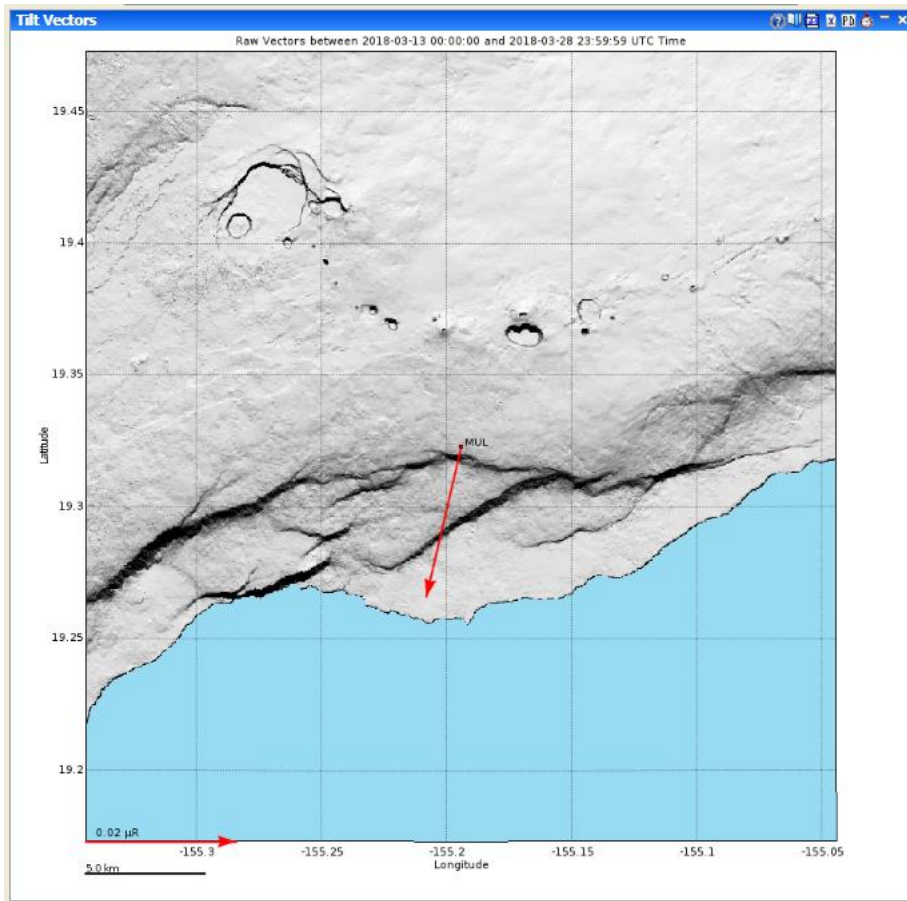 Tilt Vectors
Raw Vectors between 2018-03-13 00:00:00 and 2018-03-28 23:59:59 UTC Time
19.45
19.4
19.35
19.3
19.25
19.2
Latitude
MUL
0.02 µR
-155.3 -155.25 -155.2 -155.15 -155.1 -155.05
Longitude
5.0 km